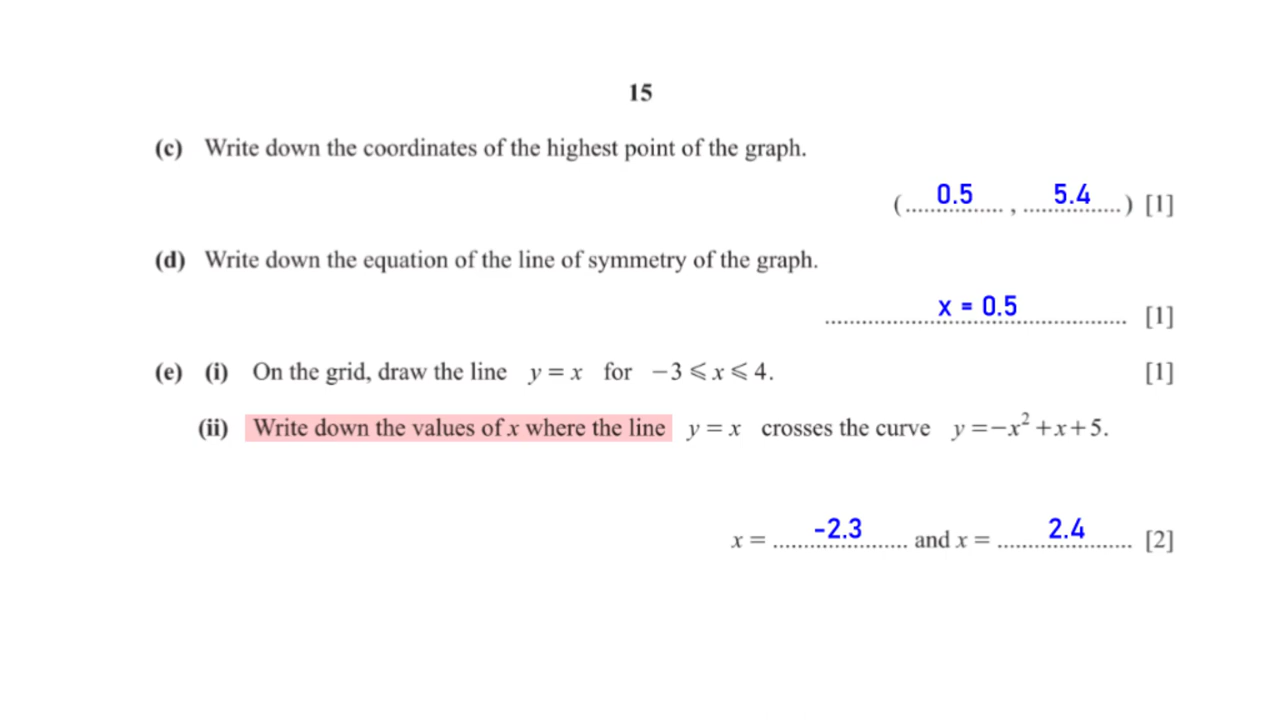 15
(c) Write down the coordinates of the highest point of the graph.
(....0.5...., ....5.4....) [1]
(d) Write down the equation of the line of symmetry of the graph.
.................... x = 0.5 .................... [1]
(e) (i) On the grid, draw the line y = x for −3 ⩽ x ⩽ 4. [1]
(ii) Write down the values of x where the line y = x crosses the curve y = −x² + x + 5.
x = .......-2.3....... and x = .......2.4....... [2]